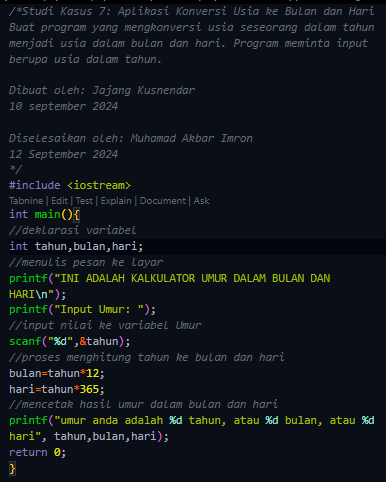 /*Studi Kasus 7: Aplikasi Konversi Usia ke Bulan dan Hari
Buat program yang mengkonversi usia seseorang dalam tahun
menjadi usia dalam bulan dan hari. Program meminta input
berupa usia dalam tahun.
Dibuat oleh: Jajang Kusnendar
10 september 2024
Diselesaikan oleh: Muhamad Akbar Imron
12 September 2024
*/
#include <iostream>
Tabnine | Edit | Test | Explain | Document | Ask
int main(){
//deklarasi variabel
int tahun,bulan,hari;
//menulis pesan ke layar
printf("INI ADALAH KALKULATOR UMUR DALAM BULAN DAN
HARI\n");
printf("Input Umur: ");
//input nilai ke variabel Umur
scanf("%d",&tahun);
//proses menghitung tahun ke bulan dan hari
bulan=tahun*12;
hari=tahun*365;
//mencetak hasil umur dalam bulan dan hari
printf("umur anda adalah %d tahun, atau %d bulan, atau %d
hari", tahun,bulan,hari);
return 0;
}